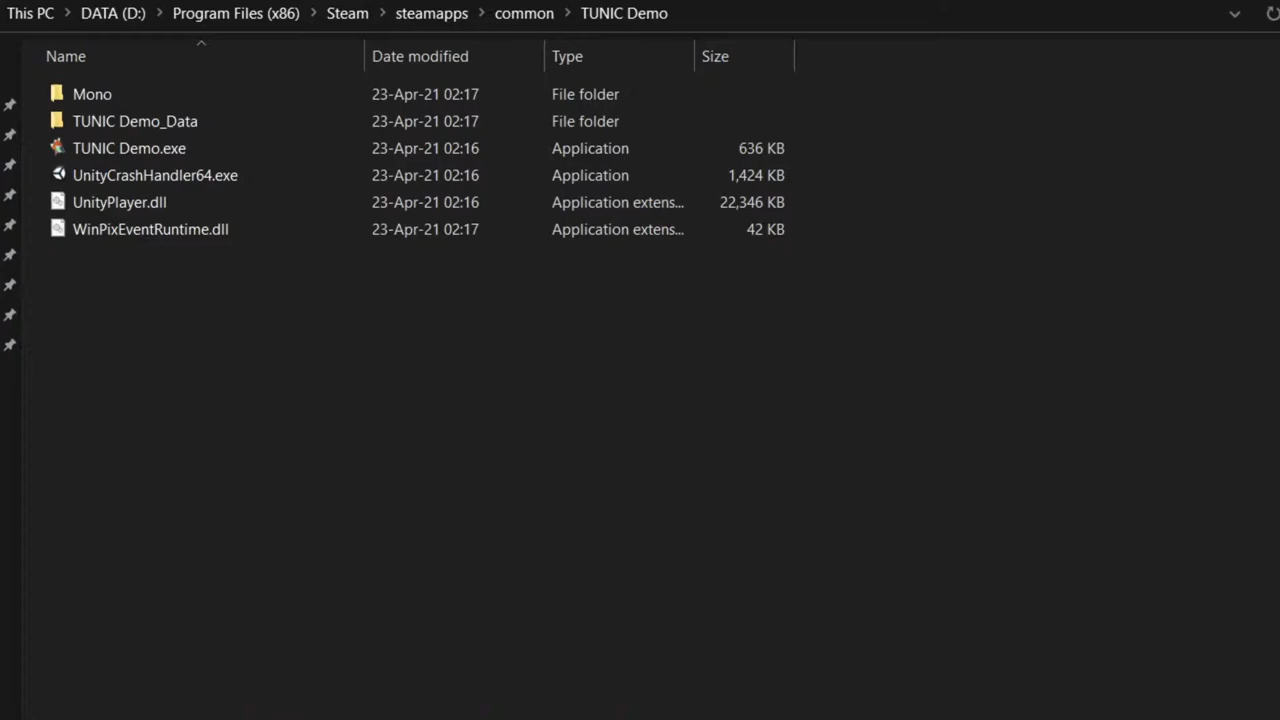 This PC > DATA (D:) > Program Files (x86) > Steam > steamapps > common > TUNIC Demo
Name Date modified Type Size
Mono 23-Apr-21 02:17 File folder
TUNIC Demo_Data 23-Apr-21 02:17 File folder
TUNIC Demo.exe 23-Apr-21 02:16 Application 636 KB
UnityCrashHandler64.exe 23-Apr-21 02:16 Application 1,424 KB
UnityPlayer.dll 23-Apr-21 02:16 Application extens... 22,346 KB
WinPixEventRuntime.dll 23-Apr-21 02:17 Application extens... 42 KB